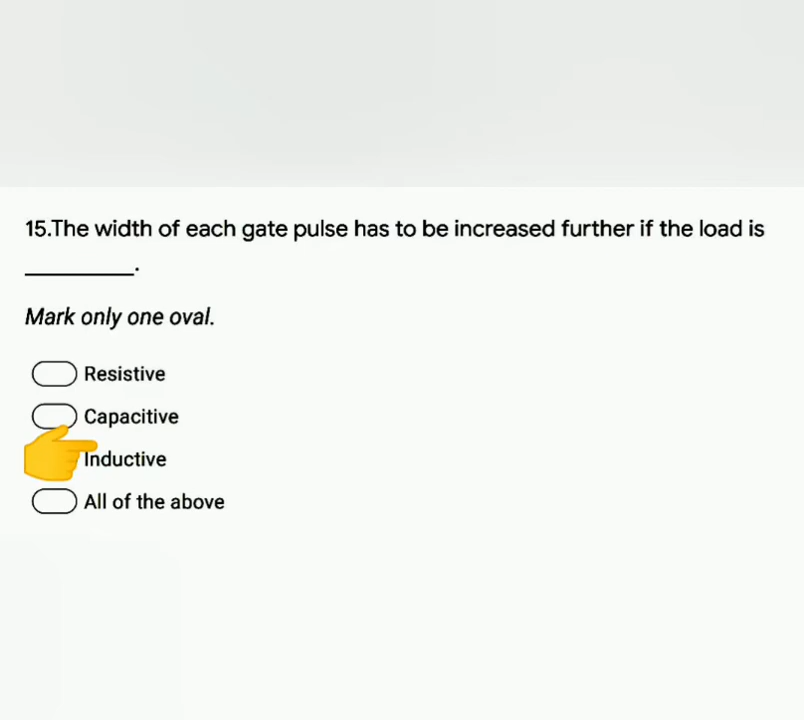 15.The width of each gate pulse has to be increased further if the load is
__________.
Mark only one oval.
Resistive
Capacitive
Inductive
All of the above